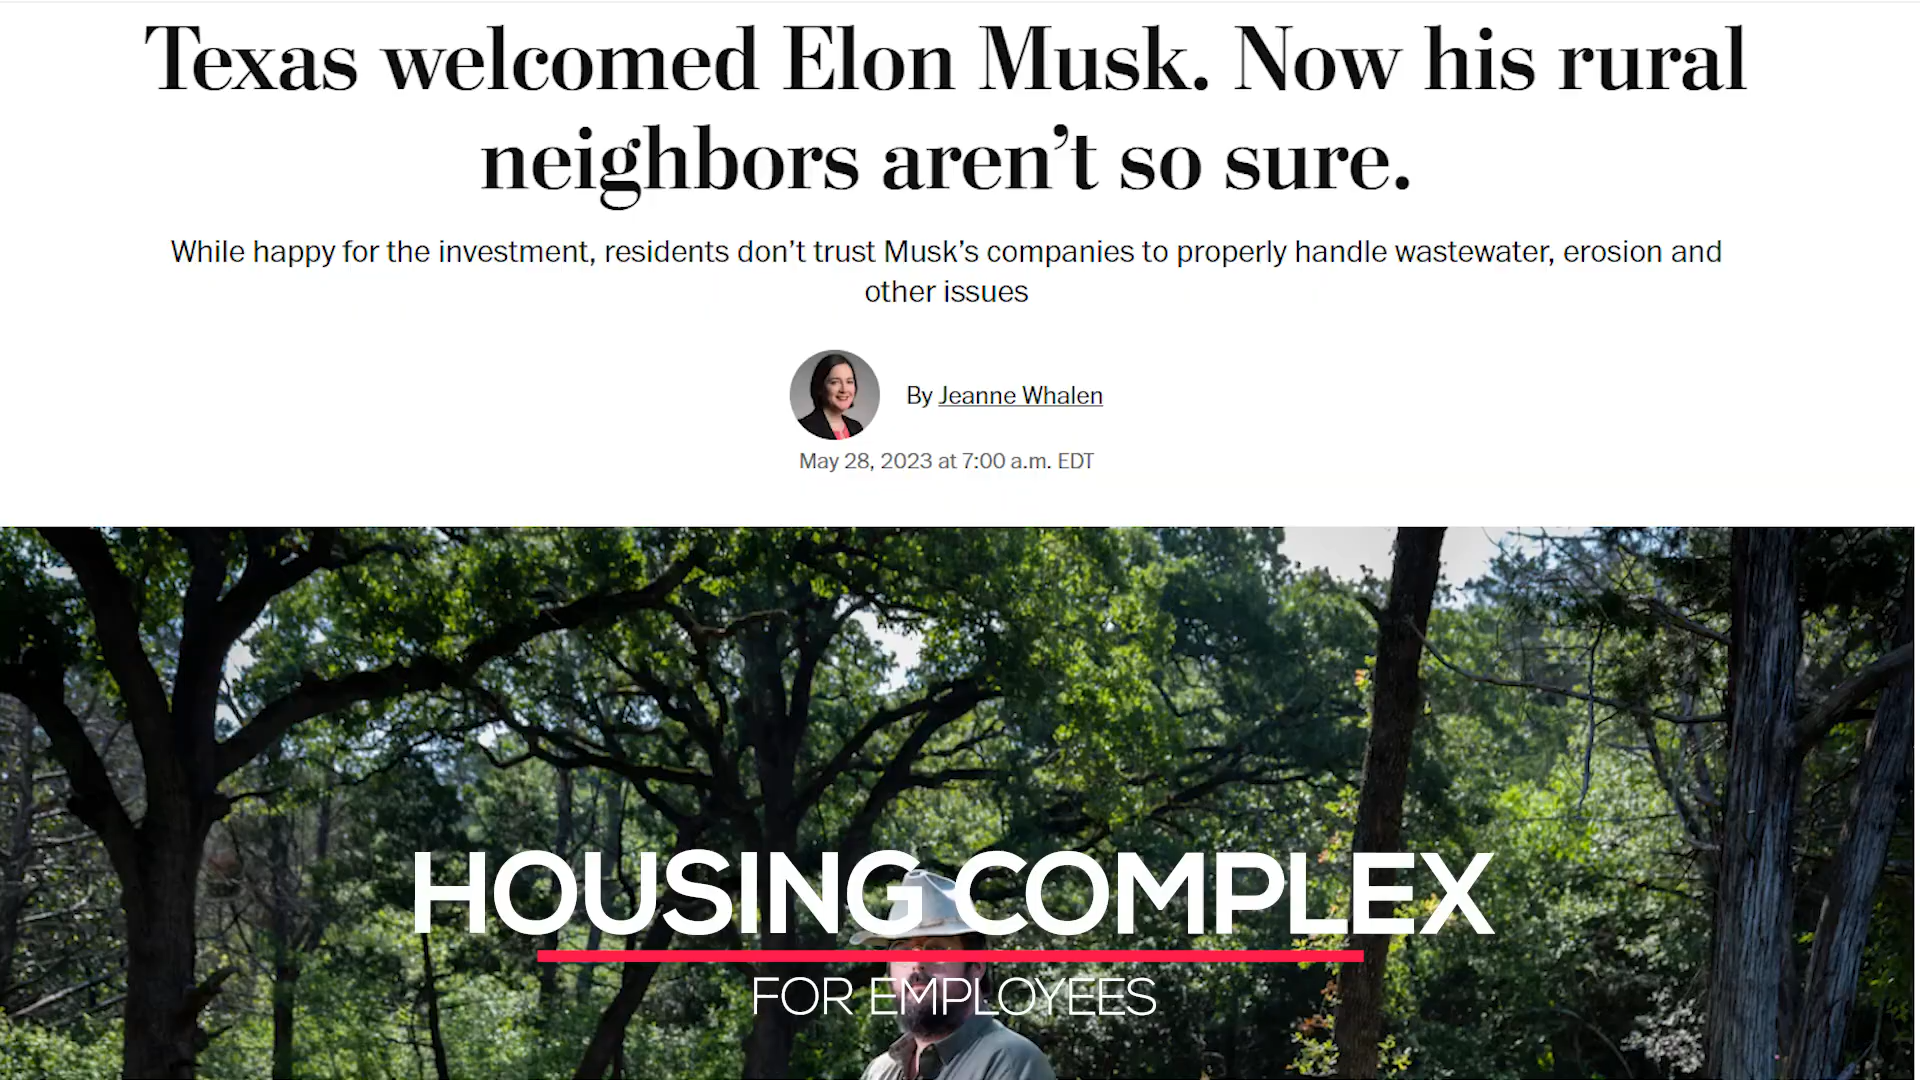 Texas welcomed Elon Musk. Now his rural
neighbors aren’t so sure.
While happy for the investment, residents don’t trust Musk’s companies to properly handle wastewater, erosion and
other issues
By Jeanne Whalen
May 28, 2023 at 7:00 a.m. EDT
HOUSING COMPLEX
FOR EMPLOYEES